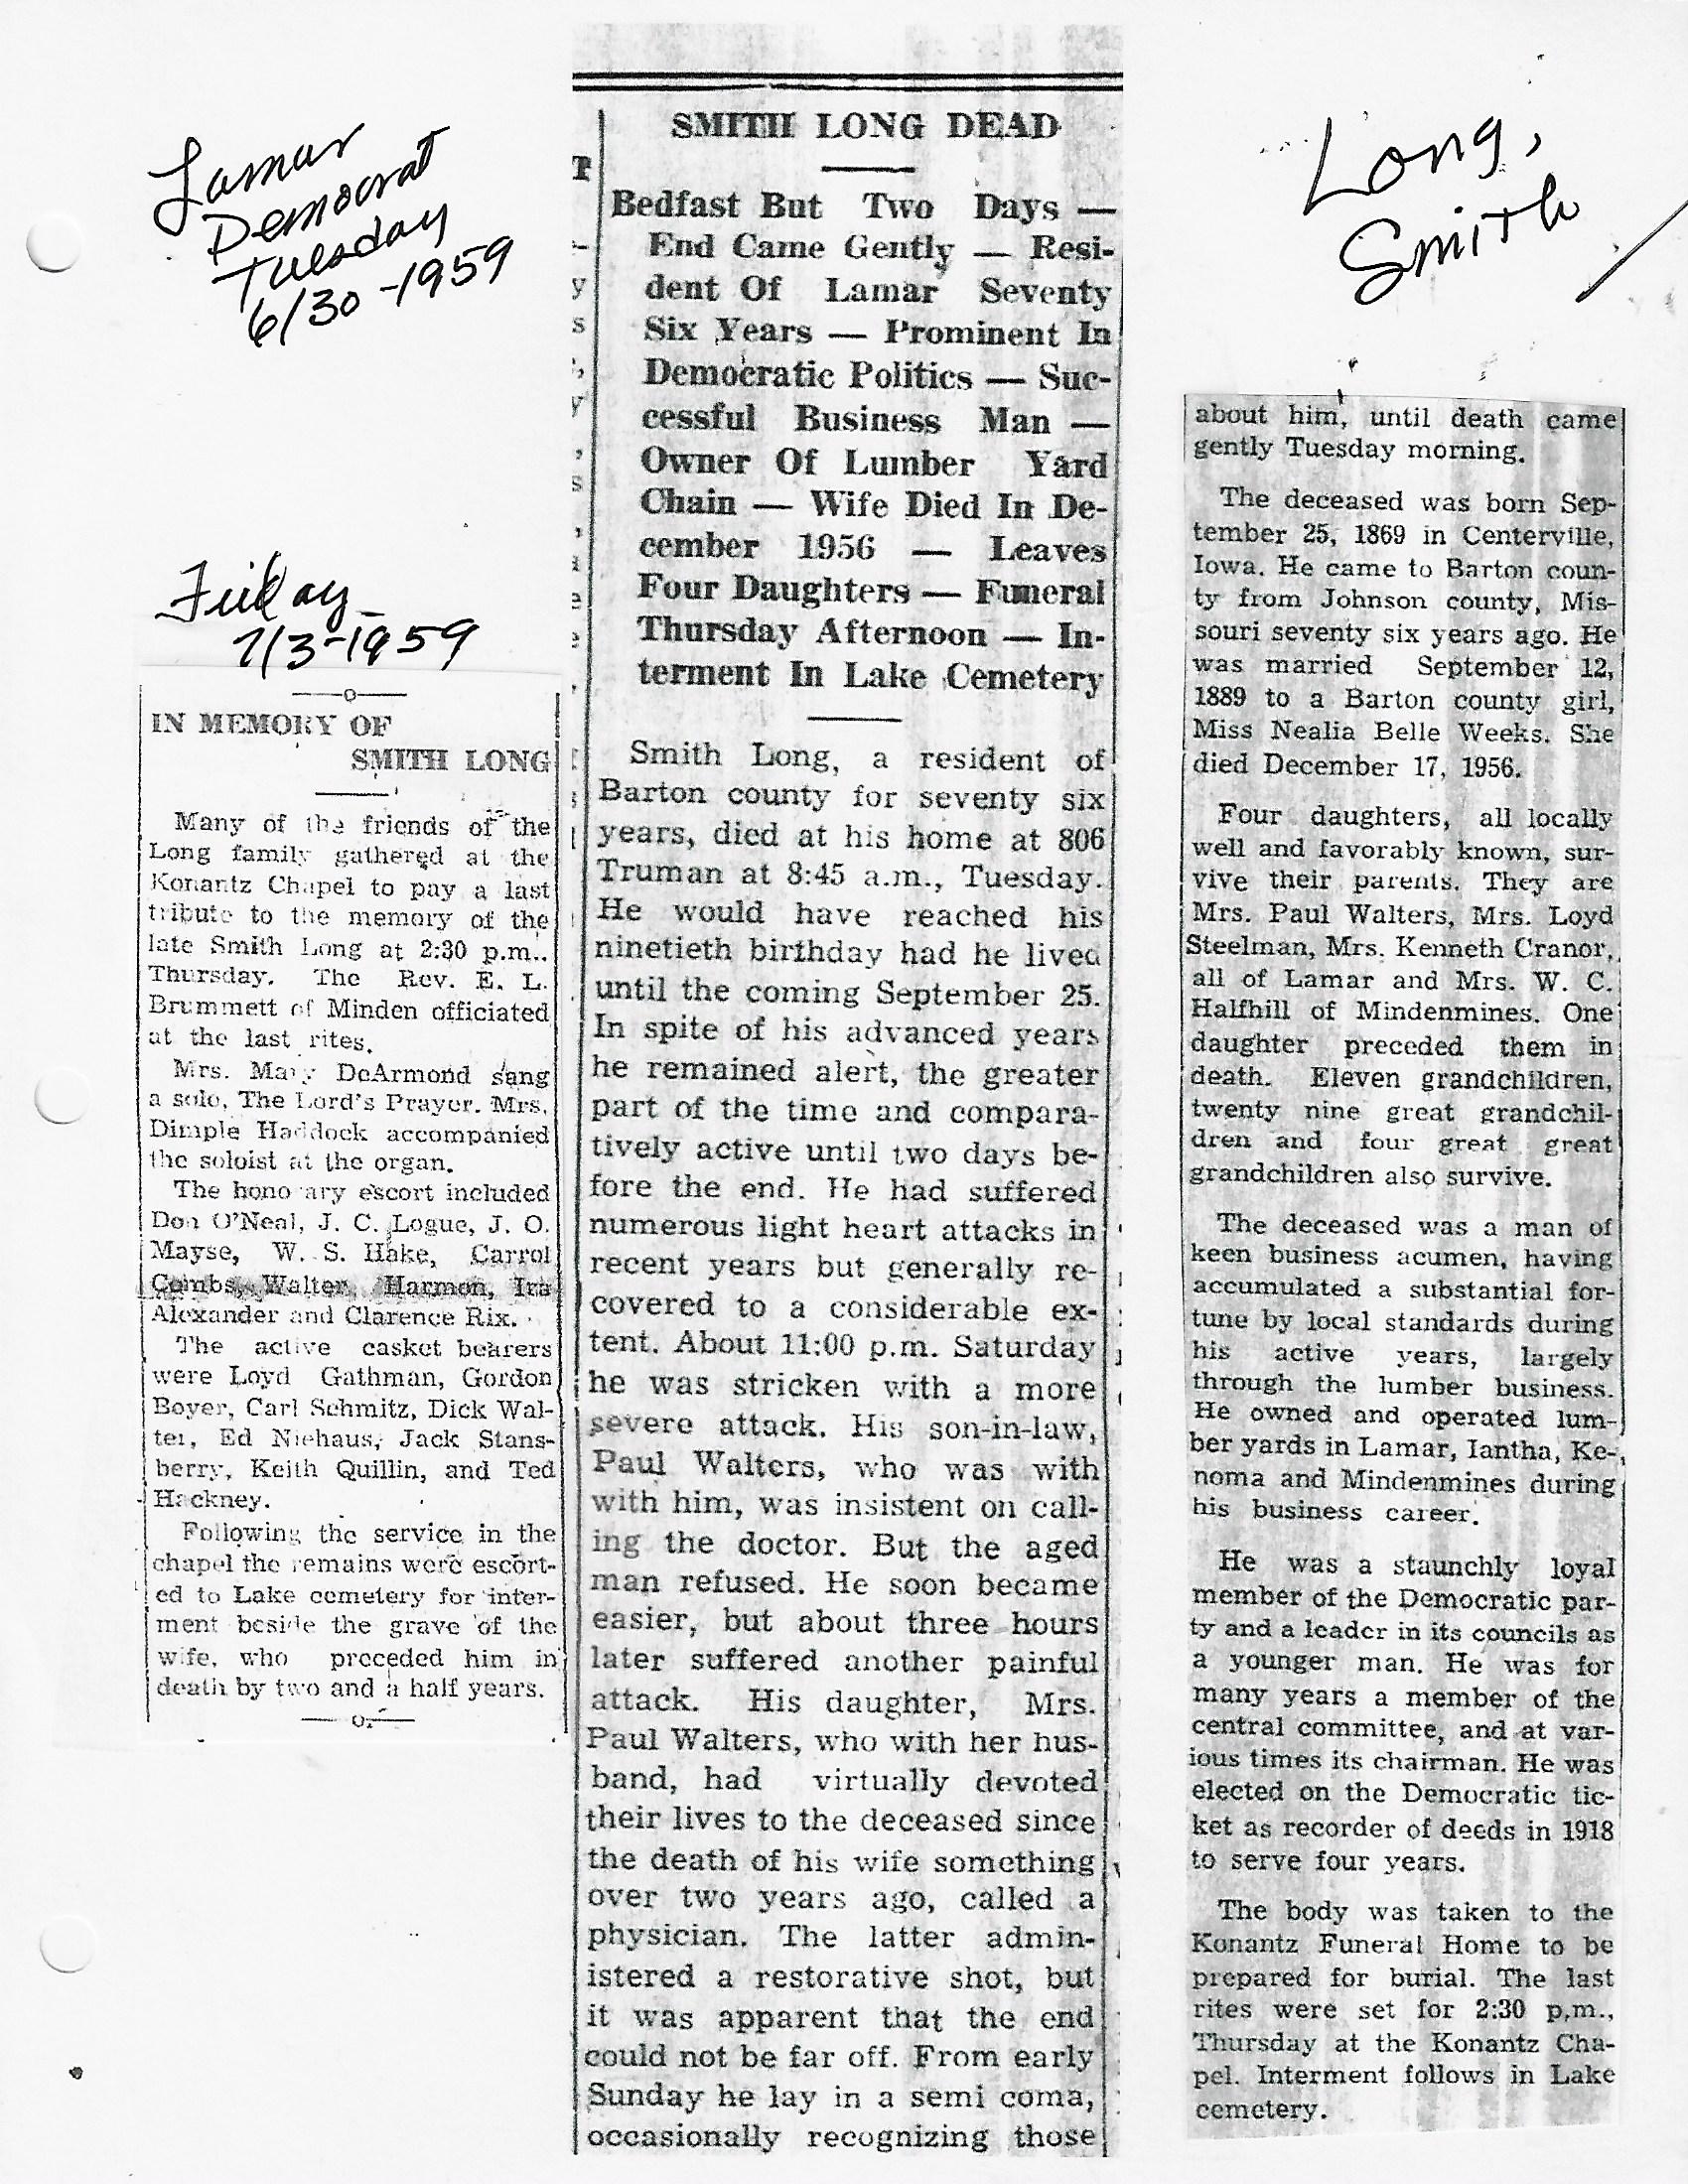 Lamar
Democrat
Tuesday
6/30-1959
Long,
Smith
Friday
7/3-1959
—o—
IN MEMORY OF
SMITH LONG
Many of the friends of the
Long family gathered at the
Konantz Chapel to pay a last
tribute to the memory of the
late Smith Long at 2:30 p.m.,
Thursday. The Rev. E. L.
Brummett of Minden officiated
at the last rites.
Mrs. Mary DeArmond sang
a solo, The Lord's Prayer. Mrs.
Dimple Haddock accompanied
the soloist at the organ.
The honorary escort included
Don O'Neal, J. C. Logue, J. O.
Mayse, W. S. Hake, Carrol
Combs, Walter Harmon, Ira
Alexander and Clarence Rix.
The active casket bearers
were Loyd Gathman, Gordon
Boyer, Carl Schmitz, Dick Wal-
ter, Ed Niehaus, Jack Stans-
berry, Keith Quillin, and Ted
Hackney.
Following the service in the
chapel the remains were escort-
ed to Lake cemetery for inter-
ment beside the grave of the
wife, who preceded him in
death by two and a half years.
—o—
SMITH LONG DEAD
Bedfast But Two Days —
End Came Gently — Resi-
dent Of Lamar Seventy
Six Years — Prominent In
Democratic Politics — Suc-
cessful Business Man —
Owner Of Lumber Yard
Chain — Wife Died In De-
cember 1956 — Leaves
Four Daughters — Funeral
Thursday Afternoon — In-
terment In Lake Cemetery
Smith Long, a resident of
Barton county for seventy six
years, died at his home at 806
Truman at 8:45 a.m., Tuesday.
He would have reached his
ninetieth birthday had he lived
until the coming September 25.
In spite of his advanced years
he remained alert, the greater
part of the time and compara-
tively active until two days be-
fore the end. He had suffered
numerous light heart attacks in
recent years but generally re-
covered to a considerable ex-
tent. About 11:00 p.m. Saturday
he was stricken with a more
severe attack. His son-in-law,
Paul Walters, who was with
with him, was insistent on call-
ing the doctor. But the aged
man refused. He soon became
easier, but about three hours
later suffered another painful
attack. His daughter, Mrs.
Paul Walters, who with her hus-
band, had virtually devoted
their lives to the deceased since
the death of his wife something
over two years ago, called a
physician. The latter admin-
istered a restorative shot, but
it was apparent that the end
could not be far off. From early
Sunday he lay in a semi coma,
occasionally recognizing those
about him, until death came
gently Tuesday morning.
The deceased was born Sep-
tember 25, 1869 in Centerville,
Iowa. He came to Barton coun-
ty from Johnson county, Mis-
souri seventy six years ago. He
was married September 12,
1889 to a Barton county girl,
Miss Nealia Belle Weeks. She
died December 17, 1956.
Four daughters, all locally
well and favorably known, sur-
vive their parents. They are
Mrs. Paul Walters, Mrs. Loyd
Steelman, Mrs. Kenneth Cranor,
all of Lamar and Mrs. W. C.
Halfhill of Mindenmines. One
daughter preceded them in
death. Eleven grandchildren,
twenty nine great grandchil-
dren and four great great
grandchildren also survive.
The deceased was a man of
keen business acumen, having
accumulated a substantial for-
tune by local standards during
his active years, largely
through the lumber business.
He owned and operated lum-
ber yards in Lamar, Iantha, Ke-
noma and Mindenmines during
his business career.
He was a staunchly loyal
member of the Democratic par-
ty and a leader in its councils as
a younger man. He was for
many years a member of the
central committee, and at var-
ious times its chairman. He was
elected on the Democratic tic-
ket as recorder of deeds in 1918
to serve four years.
The body was taken to the
Konantz Funeral Home to be
prepared for burial. The last
rites were set for 2:30 p.m.,
Thursday at the Konantz Cha-
pel. Interment follows in Lake
cemetery.